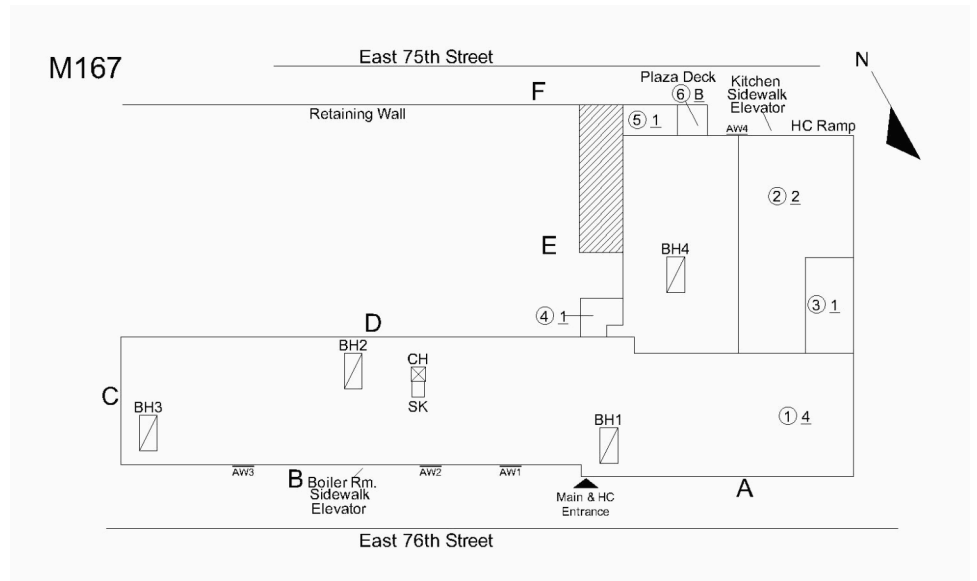 East 75th Street
N
M167
Plaza Deck
Kitchen
Sidewalk
Elevator
F
⑥ B
Retaining Wall
⑤ 1
AW4
HC Ramp
② 2
E
BH4
③ 1
④ 1
D
BH2
CH
C
SK
BH3
BH1
① 4
AW3
B
Boiler Rm.
Sidewalk
Elevator
AW2
AW1
A
Main & HC
Entrance
East 76th Street